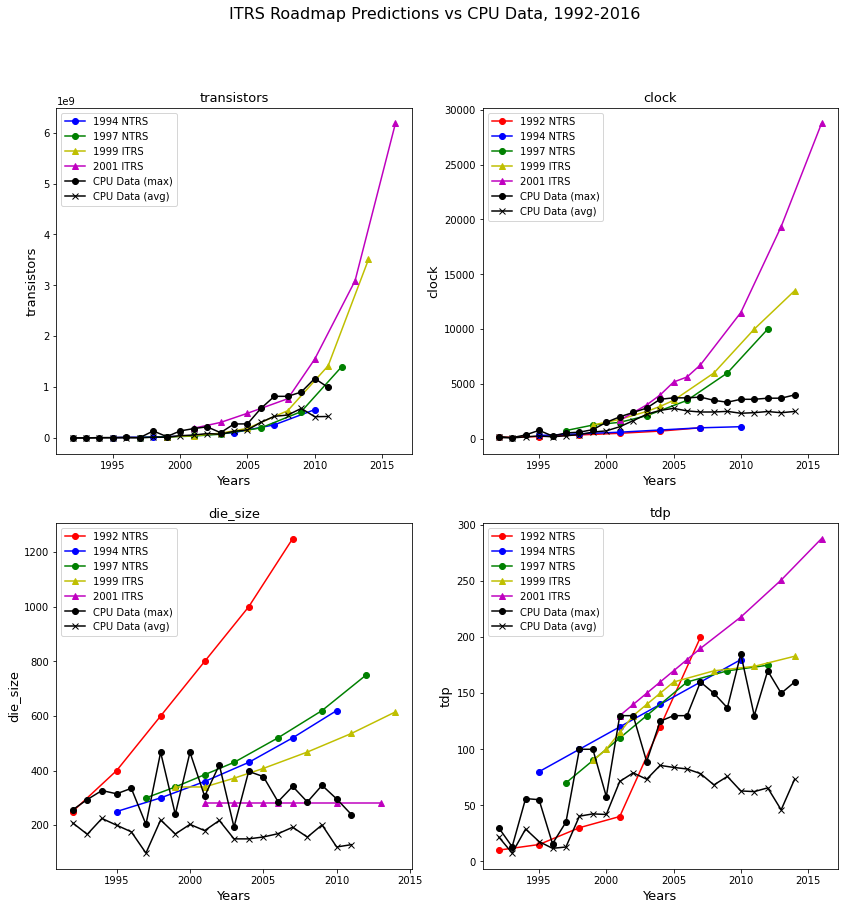 ITRS Roadmap Predictions vs CPU Data, 1992-2016
transistors
1e9
transistors
6
5
4
3
2
1
0
1994 NTRS
1997 NTRS
1999 ITRS
2001 ITRS
CPU Data (max)
CPU Data (avg)
1995
2000
2005
2010
2015
Years
clock
clock
30000
25000
20000
15000
10000
5000
0
1992 NTRS
1994 NTRS
1997 NTRS
1999 ITRS
2001 ITRS
CPU Data (max)
CPU Data (avg)
1995
2000
2005
2010
2015
Years
die_size
die_size
1200
1000
800
600
400
200
1992 NTRS
1994 NTRS
1997 NTRS
1999 ITRS
2001 ITRS
CPU Data (max)
CPU Data (avg)
1995
2000
2005
2010
2015
Years
tdp
tdp
300
250
200
150
100
50
0
1992 NTRS
1994 NTRS
1997 NTRS
1999 ITRS
2001 ITRS
CPU Data (max)
CPU Data (avg)
1995
2000
2005
2010
2015
Years